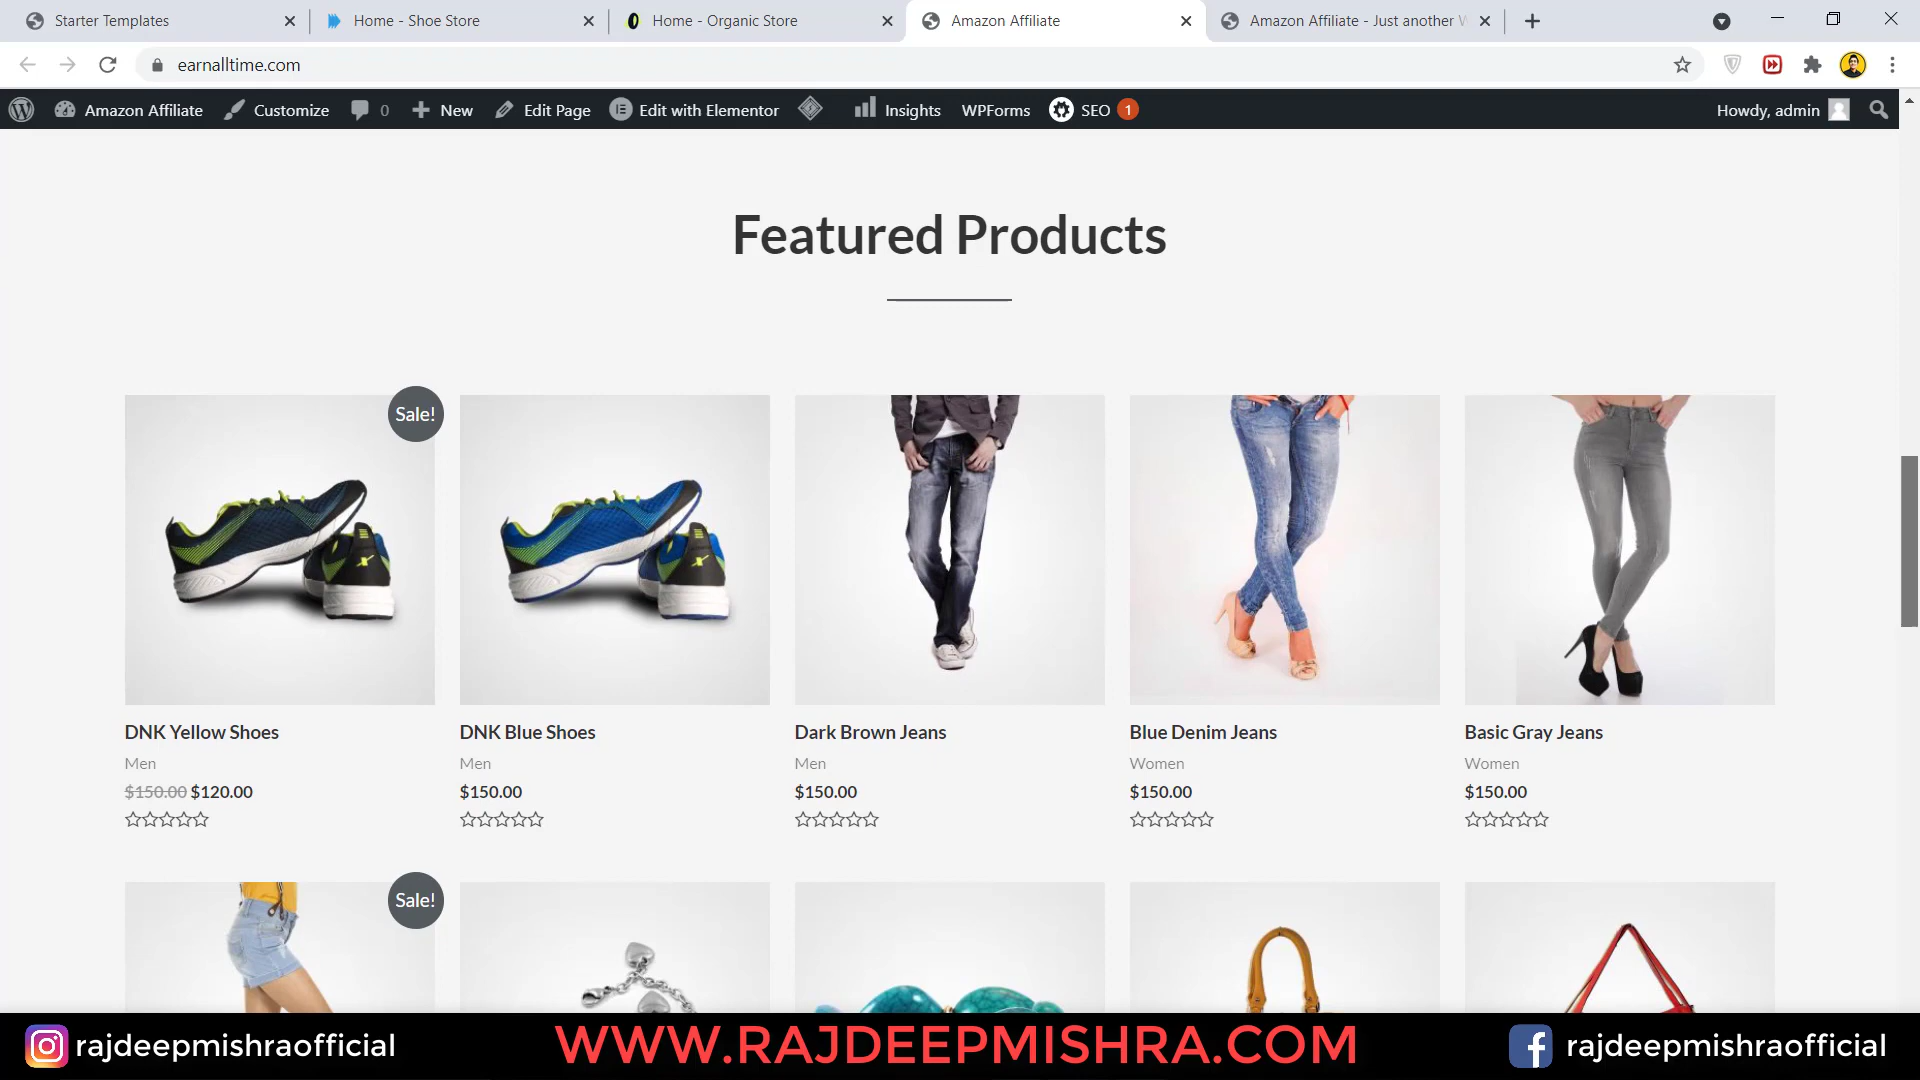 Starter Templates
Home - Shoe Store
Home - Organic Store
Amazon Affiliate
Amazon Affiliate - Just another W
earnalltime.com
Amazon Affiliate
Customize
0
New
Edit Page
Edit with Elementor
Insights
WPForms
SEO
1
Howdy, admin
Featured Products
Sale!
DNK Yellow Shoes
Men
$150.00 $120.00
DNK Blue Shoes
Men
$150.00
Dark Brown Jeans
Men
$150.00
Blue Denim Jeans
Women
$150.00
Basic Gray Jeans
Women
$150.00
Sale!
rajdeepmishraofficial
WWW.RAJDEEPMISHRA.COM
rajdeepmishraofficial